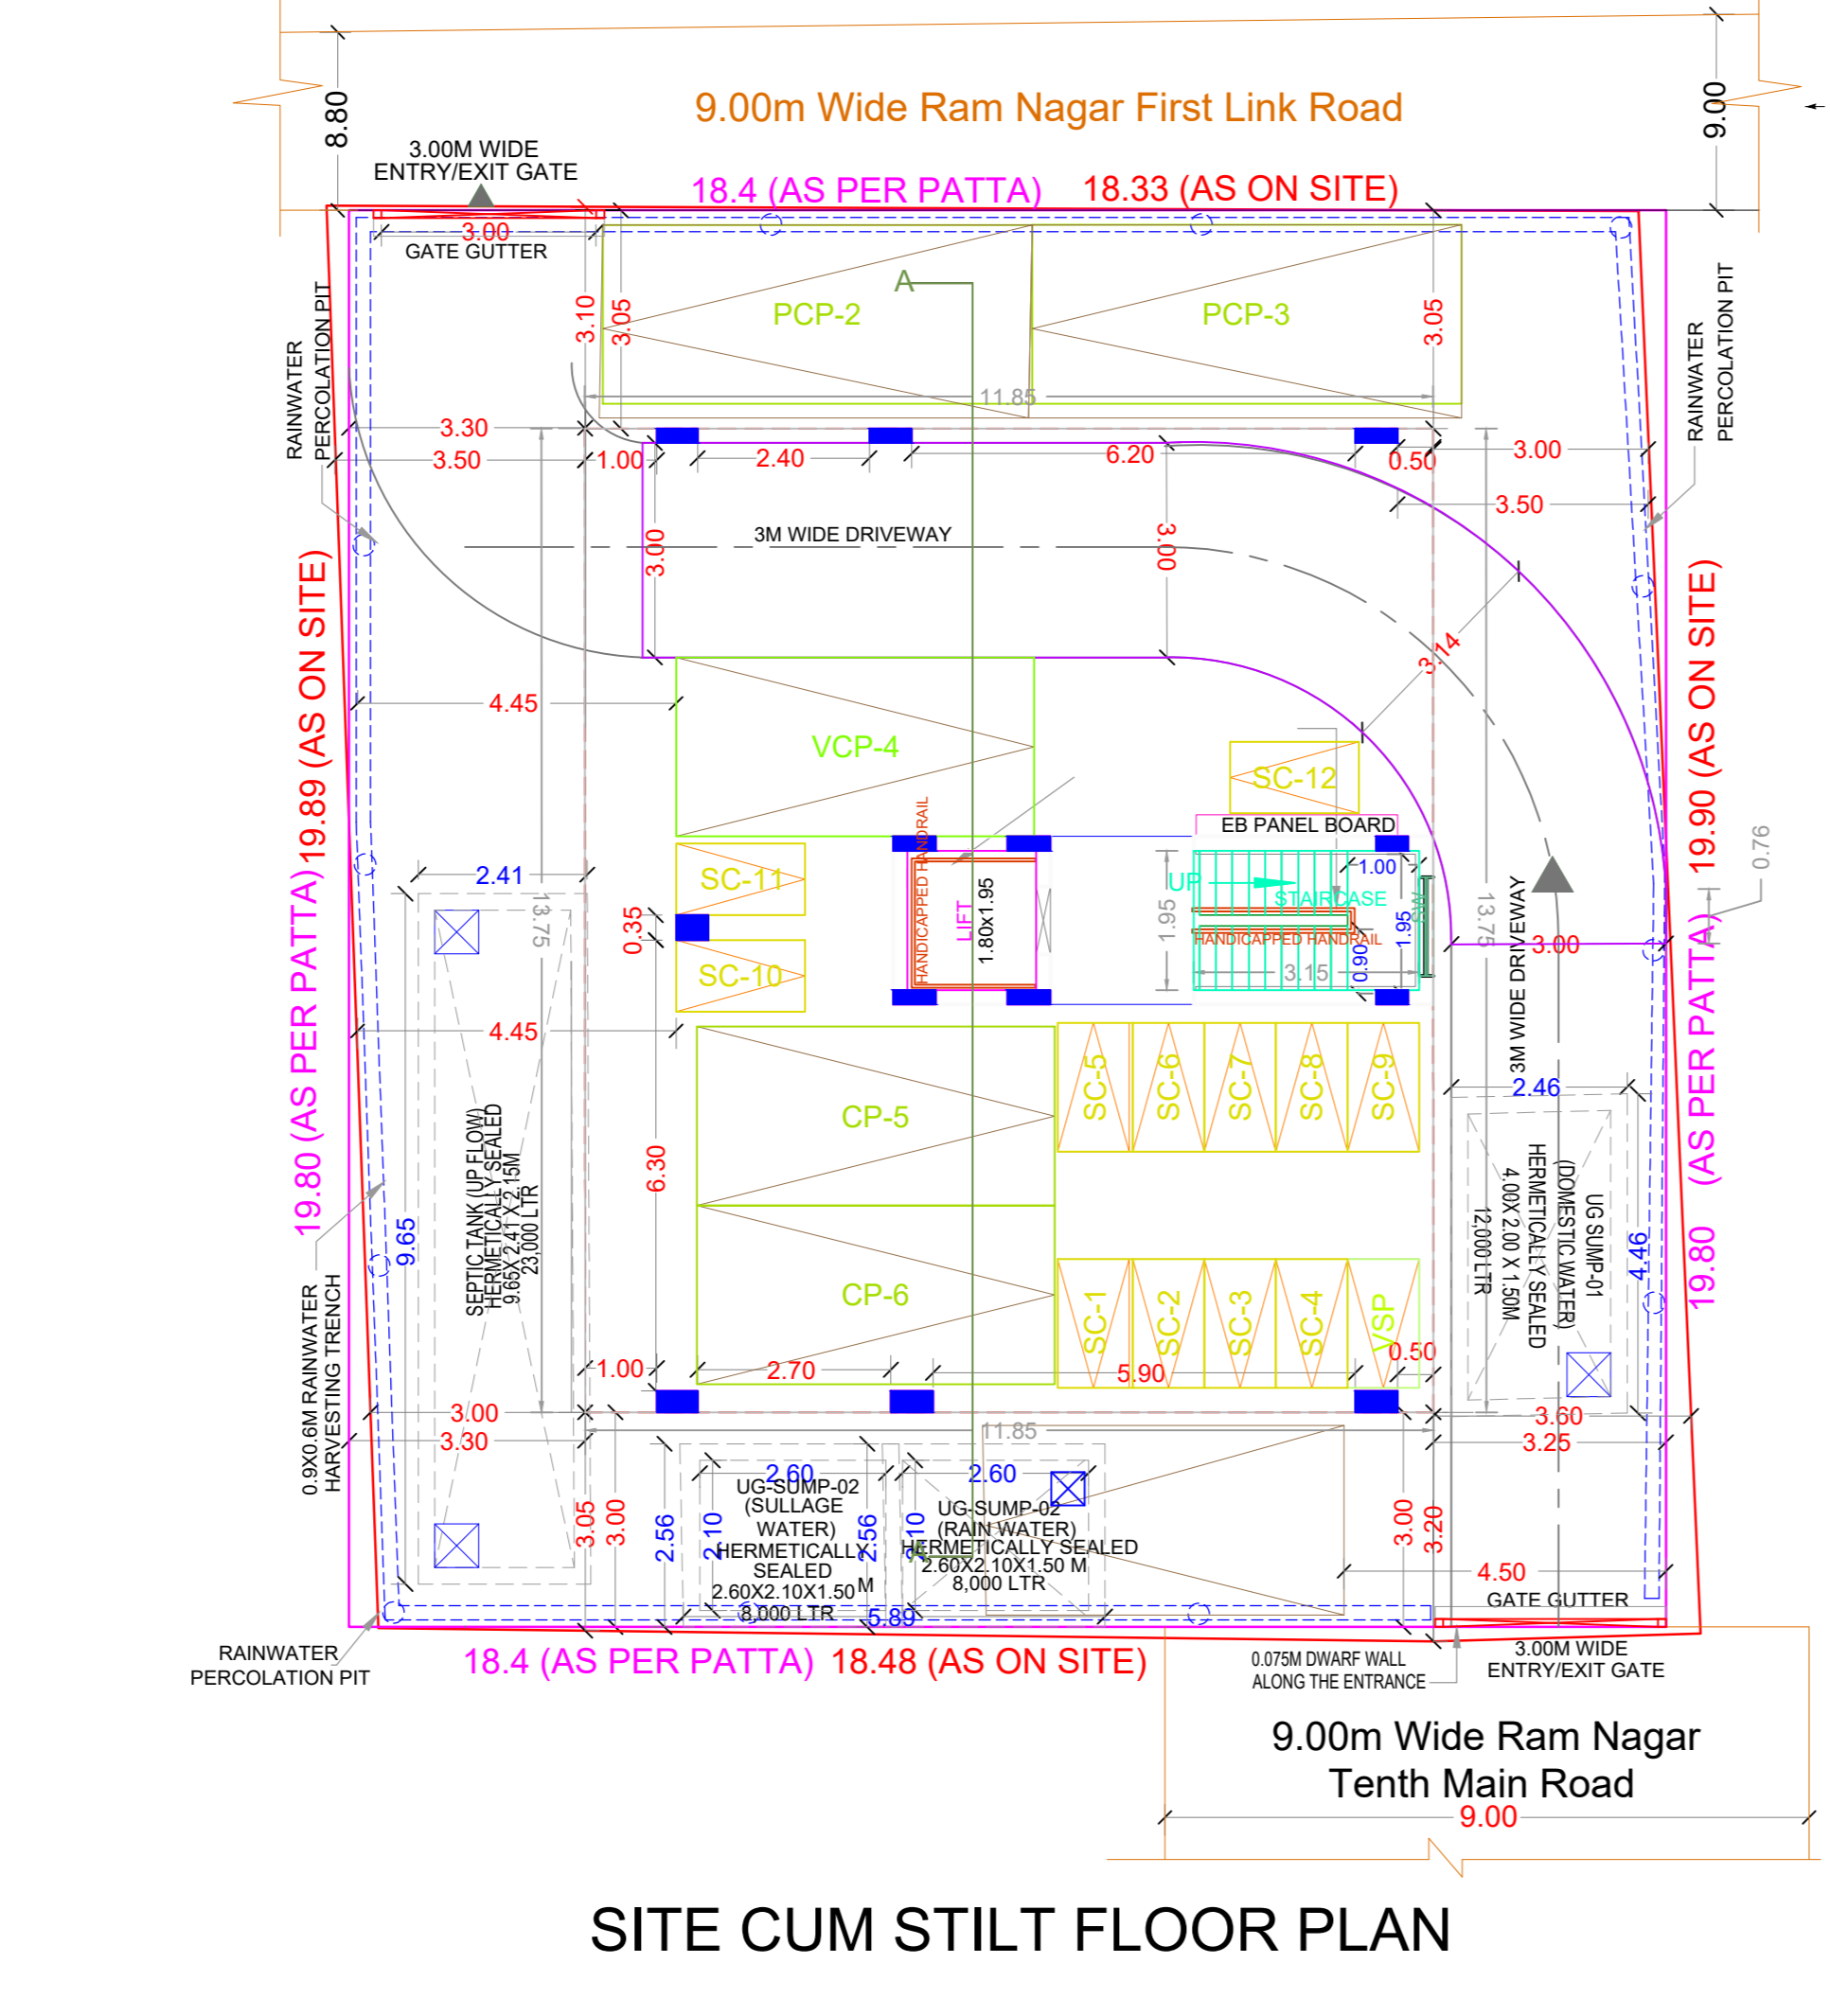 9.00m Wide Ram Nagar First Link Road
8.80
9.00
3.00M WIDE
ENTRY/EXIT GATE
18.4 (AS PER PATTA)
18.33 (AS ON SITE)
3.00
GATE GUTTER
RAINWATER
PERCOLATION PIT
3.10
3.05
PCP-2
A
PCP-3
3.05
RAINWATER
PERCOLATION PIT
11.85
3.30
3.50
1.00
2.40
6.20
0.50
3.00
3.50
3.00
3M WIDE DRIVEWAY
3.00
3.14
19.80 (AS PER PATTA)
19.89 (AS ON SITE)
19.90 (AS ON SITE)
19.80 (AS PER PATTA)
0.76
4.45
VCP-4
SC-12
EB PANEL BOARD
2.41
13.75
SC-11
0.35
SC-10
HANDICAPPED HANDRAIL
LIFT
1.80x1.95
1.95
UP
STAIRCASE
HANDICAPPED HANDRAIL
1.00
1.95
0.90
3.15
13.75
3M WIDE DRIVEWAY
3.00
4.45
CP-5
SC-5
SC-6
SC-7
SC-8
SC-9
2.46
9.65
SEPTIC TANK (UP FLOW)
HERMETICALLY SEALED
9.65X 2.41 X 2.15M
23,000 LTR
6.30
CP-6
SC-1
SC-2
SC-3
SC-4
VSP
UG SUMP-01
(DOMESTIC WATER)
HERMETICALLY SEALED
4.00X 2.00 X 1.50M
12,000 LTR
4.46
0.9X0.6M RAINWATER
HARVESTING TRENCH
1.00
2.70
5.90
0.50
3.00
3.30
11.85
3.60
3.25
3.05
3.00
2.56
2.10
2.60
UG-SUMP-02
(SULLAGE
WATER)
HERMETICALLY
SEALED
2.60X2.10X1.50 M
8,000 LTR
2.56
2.10
2.60
UG-SUMP-02
(RAIN WATER)
HERMETICALLY SEALED
2.60X2.10X1.50 M
8,000 LTR
A
5.89
3.00
3.20
4.50
GATE GUTTER
RAINWATER
PERCOLATION PIT
18.4 (AS PER PATTA)
18.48 (AS ON SITE)
0.075M DWARF WALL
ALONG THE ENTRANCE
3.00M WIDE
ENTRY/EXIT GATE
9.00m Wide Ram Nagar
Tenth Main Road
9.00
SITE CUM STILT FLOOR PLAN